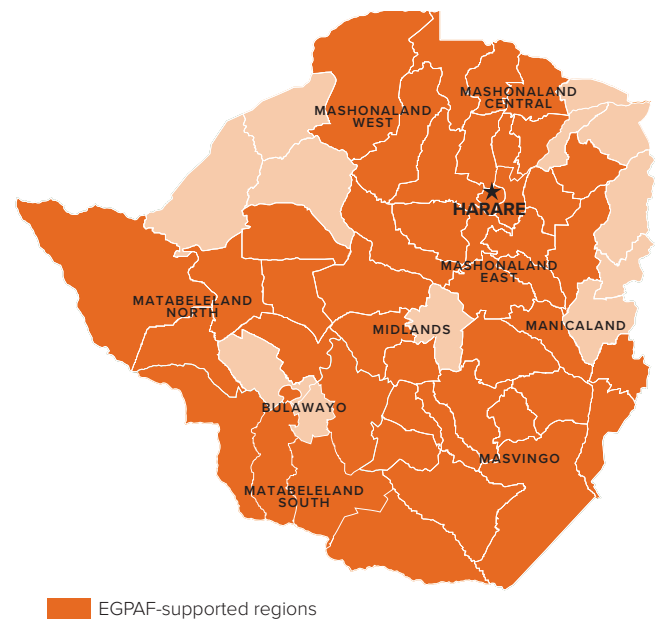 MASHONALAND
CENTRAL
MASHONALAND
WEST
HARARE
MASHONALAND
EAST
MATABELELAND
NORTH
MIDLANDS
MANICALAND
BULAWAYO
MASVINGO
MATABELELAND
SOUTH
EGPAF-supported regions